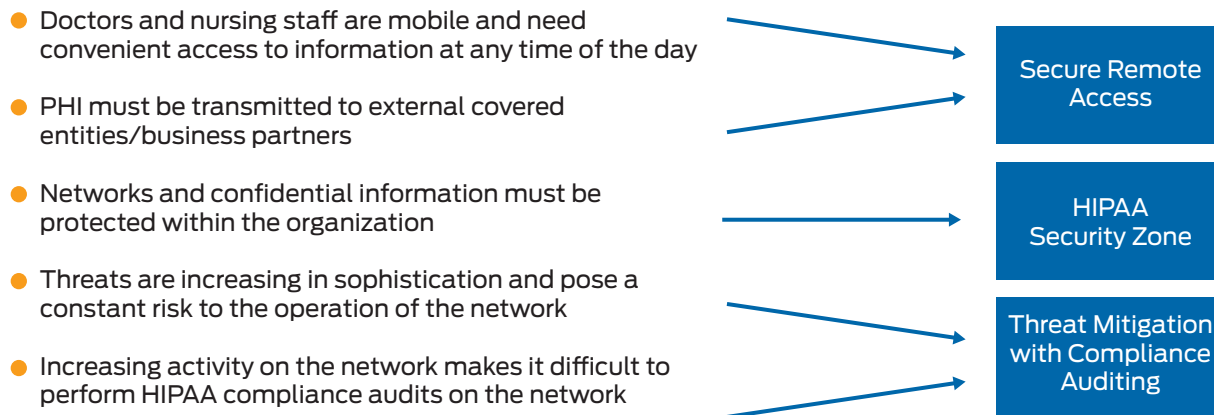 Doctors and nursing staff are mobile and need
convenient access to information at any time of the day
PHI must be transmitted to external covered
entities/business partners
Networks and confidential information must be
protected within the organization
Threats are increasing in sophistication and pose a
constant risk to the operation of the network
Increasing activity on the network makes it difficult to
perform HIPAA compliance audits on the network
Secure Remote
Access
HIPAA
Security Zone
Threat Mitigation
with Compliance
Auditing